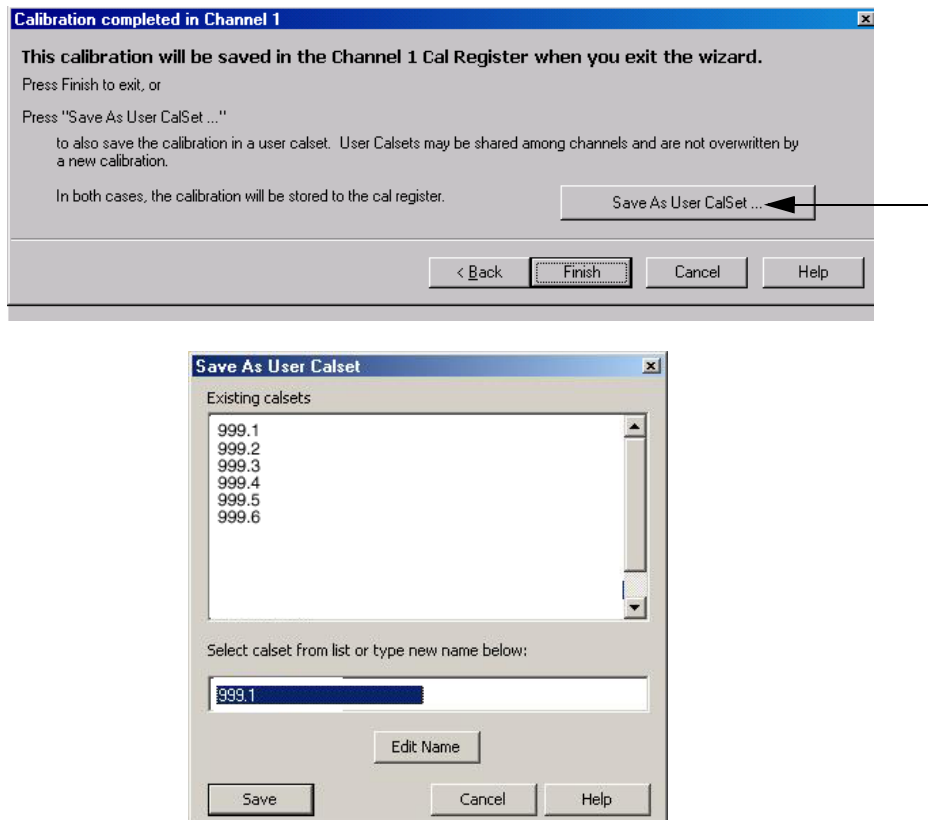 Calibration completed in Channel 1
This calibration will be saved in the Channel 1 Cal Register when you exit the wizard.
Press Finish to exit, or
Press "Save As User CalSet ..."
to also save the calibration in a user calset. User Calsets may be shared among channels and are not overwritten by
a new calibration.
In both cases, the calibration will be stored to the cal register.
Save As User CalSet ...
< Back
Finish
Cancel
Help
Save As User Calset
Existing calsets
999.1
999.2
999.3
999.4
999.5
999.6
Select calset from list or type new name below:
999.1
Edit Name
Save
Cancel
Help